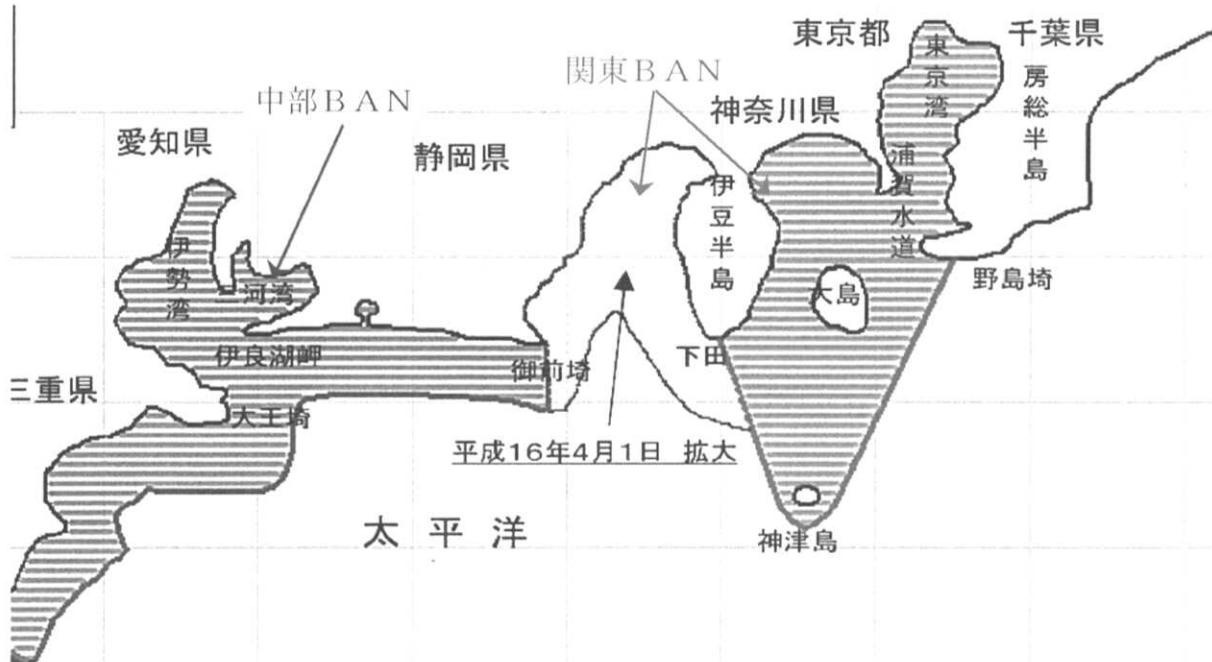 東京都
千葉県
東京湾
房総半島
関東BAN
中部BAN
神奈川県
愛知県
静岡県
浦賀水道
伊豆半島
伊勢湾
三河湾
大島
野島埼
伊良湖岬
御前埼
下田
三重県
大王埼
平成16年4月1日 拡大
太平洋
神津島